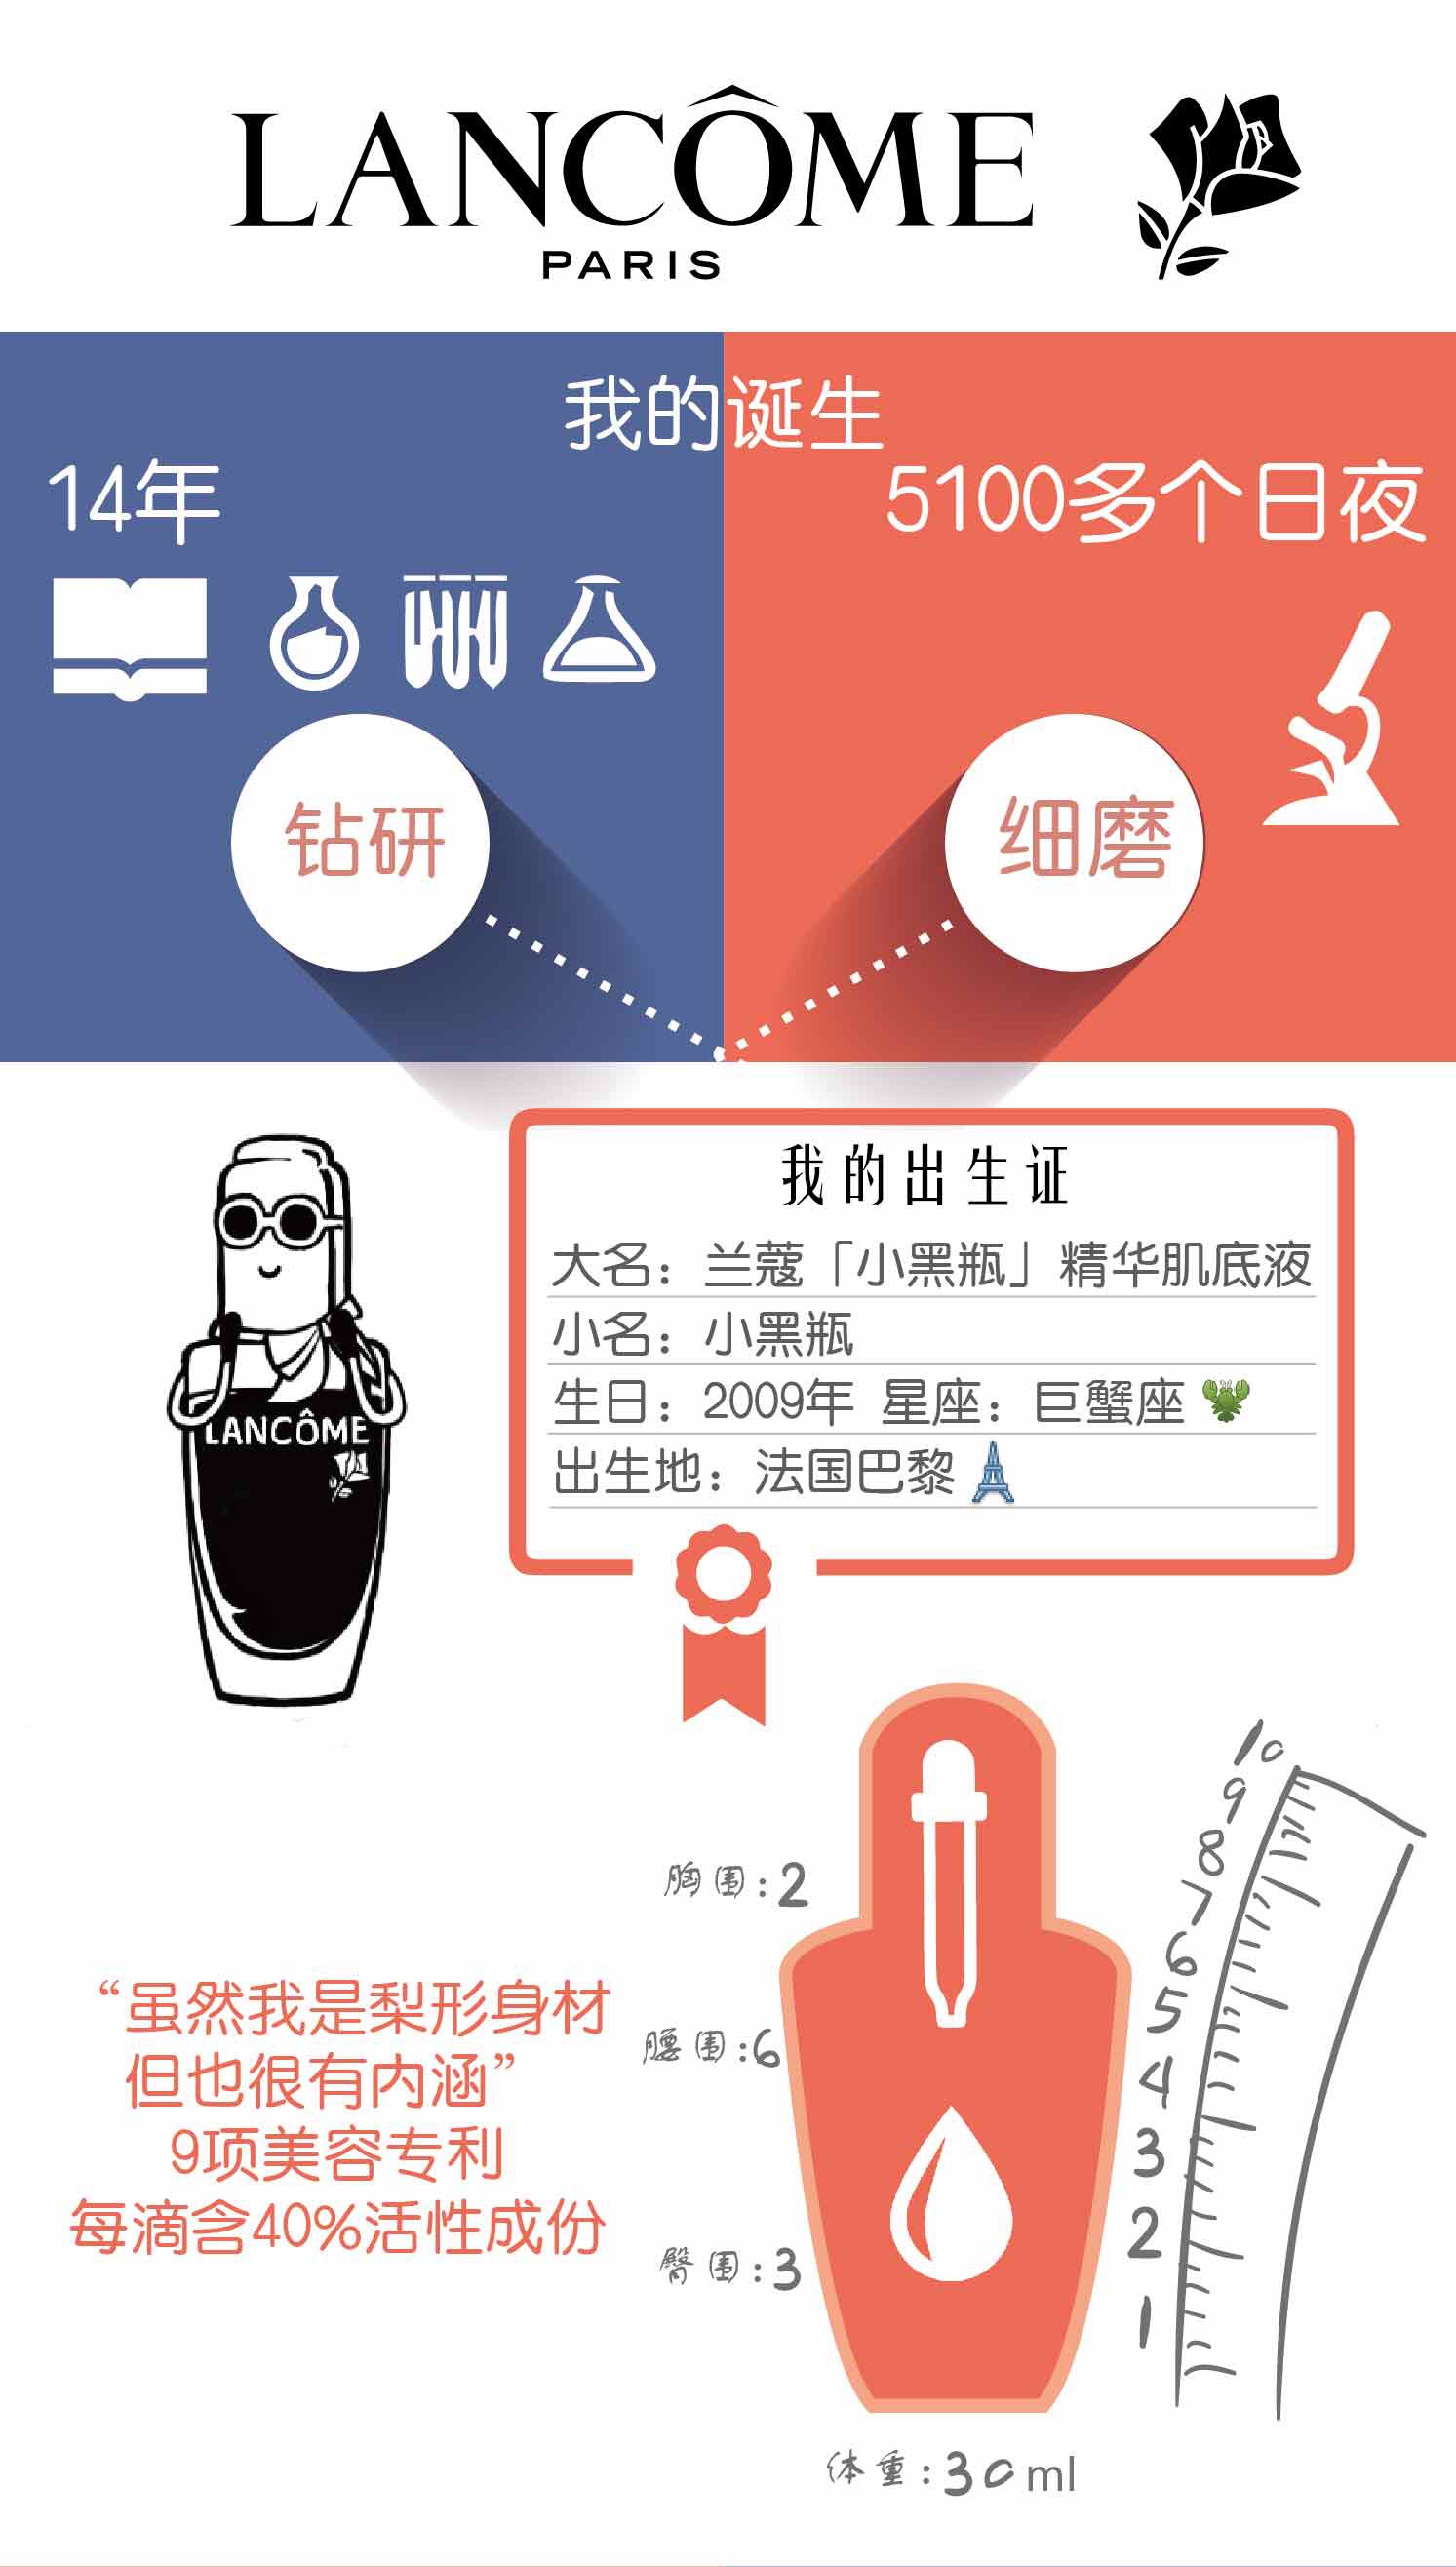 LANCÔME
PARIS
我的诞生
14年
5100多个日夜
钻研
细磨
我的出生证
大名：兰蔻「小黑瓶」精华肌底液
小名：小黑瓶
生日：2009年 星座：巨蟹座
出生地：法国巴黎
LANCÔME
胸围:2
腰围:6
臀围:3
“虽然我是梨形身材
但也很有内涵”
9项美容专利
每滴含40%活性成份
10
9
8
7
6
5
4
3
2
1
体重:30ml